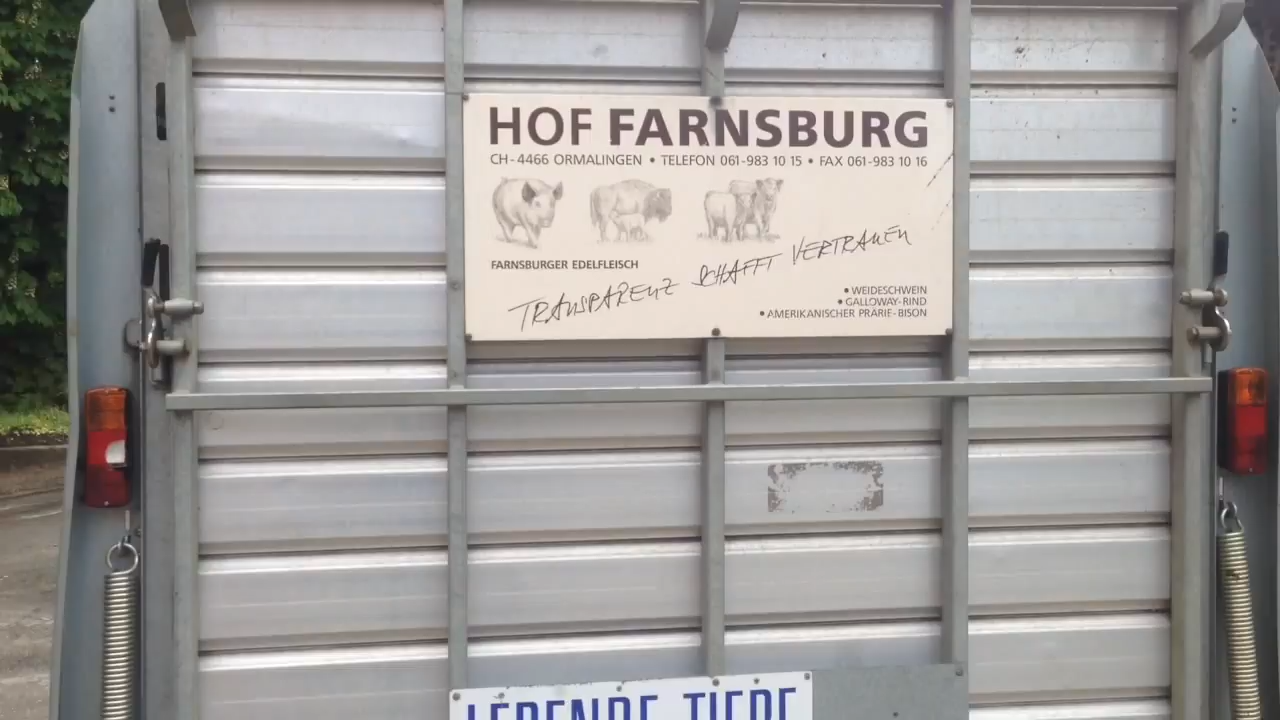 HOF FARNSBURG
CH-4466 ORMALINGEN • TELEFON 061-983 10 15 • FAX 061-983 10 16
FARNSBURGER EDELFLEISCH
TRANSPARENZ SCHAFFT VERTRAUEN
• WEIDESCHWEIN
• GALLOWAY-RIND
• AMERIKANISCHER PRÄRIE-BISON
LEBENDE TIERE